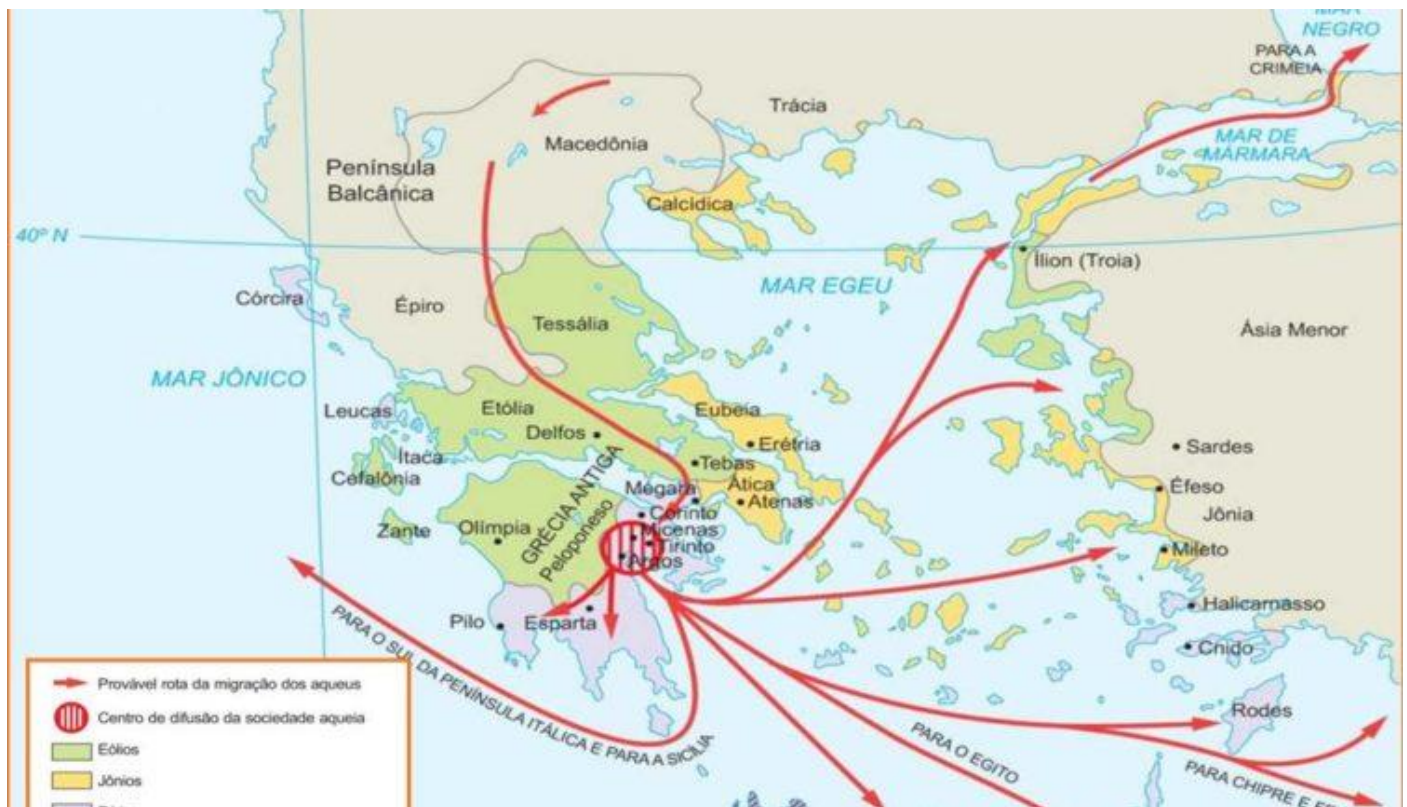 MAR
NEGRO
PARA A
CRIMEIA
Trácia
MAR DE
MÁRMARA
Macedônia
Península
Balcânica
Calcídica
40º N
Ílion (Troia)
MAR EGEU
Córcira
Épiro
Tessália
Ásia Menor
MAR JÔNICO
Leucas
Etólia
Eubeia
Delfos
Erétria
Ítaca
Tebas
Sardes
Cefalônia
Mégara
Ática
Atenas
Éfeso
Corinto
GRÉCIA ANTIGA
Peloponeso
Zante
Olímpia
Micenas
Tirinto
Argos
Jônia
Mileto
Halicarnasso
Pilo
Esparta
Cnido
Rodes
PARA O SUL DA PENÍNSULA ITÁLICA E PARA A SICÍLIA
PARA O EGITO
PARA CHIPRE E
Provável rota da migração dos aqueus
Centro de difusão da sociedade aqueia
Eólios
Jônios